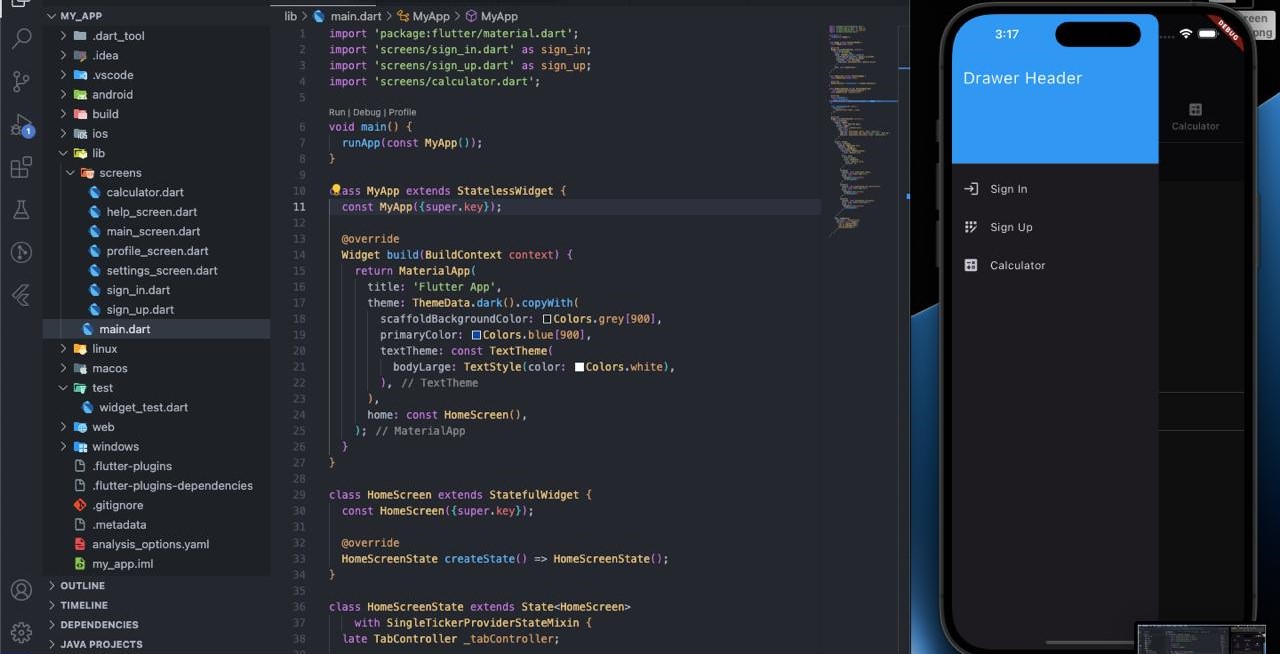 MY_APP
.dart_tool
.idea
.vscode
android
build
ios
lib
screens
calculator.dart
help_screen.dart
main_screen.dart
profile_screen.dart
settings_screen.dart
sign_in.dart
sign_up.dart
main.dart
linux
macos
test
widget_test.dart
web
windows
.flutter-plugins
.flutter-plugins-dependencies
.gitignore
.metadata
analysis_options.yaml
my_app.iml
OUTLINE
TIMELINE
DEPENDENCIES
JAVA PROJECTS
1
lib > main.dart > MyApp > MyApp
1 import 'package:flutter/material.dart';
2 import 'screens/sign_in.dart' as sign_in;
3 import 'screens/sign_up.dart' as sign_up;
4 import 'screens/calculator.dart';
5
Run | Debug | Profile
6 void main() {
7 runApp(const MyApp());
8 }
9
10 ass MyApp extends StatelessWidget {
11 const MyApp({super.key});
12
13 @override
14 Widget build(BuildContext context) {
15 return MaterialApp(
16 title: 'Flutter App',
17 theme: ThemeData.dark().copyWith(
18 scaffoldBackgroundColor: Colors.grey[900],
19 primaryColor: Colors.blue[900],
20 textTheme: const TextTheme(
21 bodyLarge: TextStyle(color: Colors.white),
22 ), // TextTheme
23 ),
24 home: const HomeScreen(),
25 ); // MaterialApp
26 }
27 }
28
29 class HomeScreen extends StatefulWidget {
30 const HomeScreen({super.key});
31
32 @override
33 HomeScreenState createState() => HomeScreenState();
34 }
35
36 class HomeScreenState extends State<HomeScreen>
37 with SingleTickerProviderStateMixin {
38 late TabController _tabController;
3:17
DEBUG
Drawer Header
Calculator
Sign In
Sign Up
Calculator
reen
png